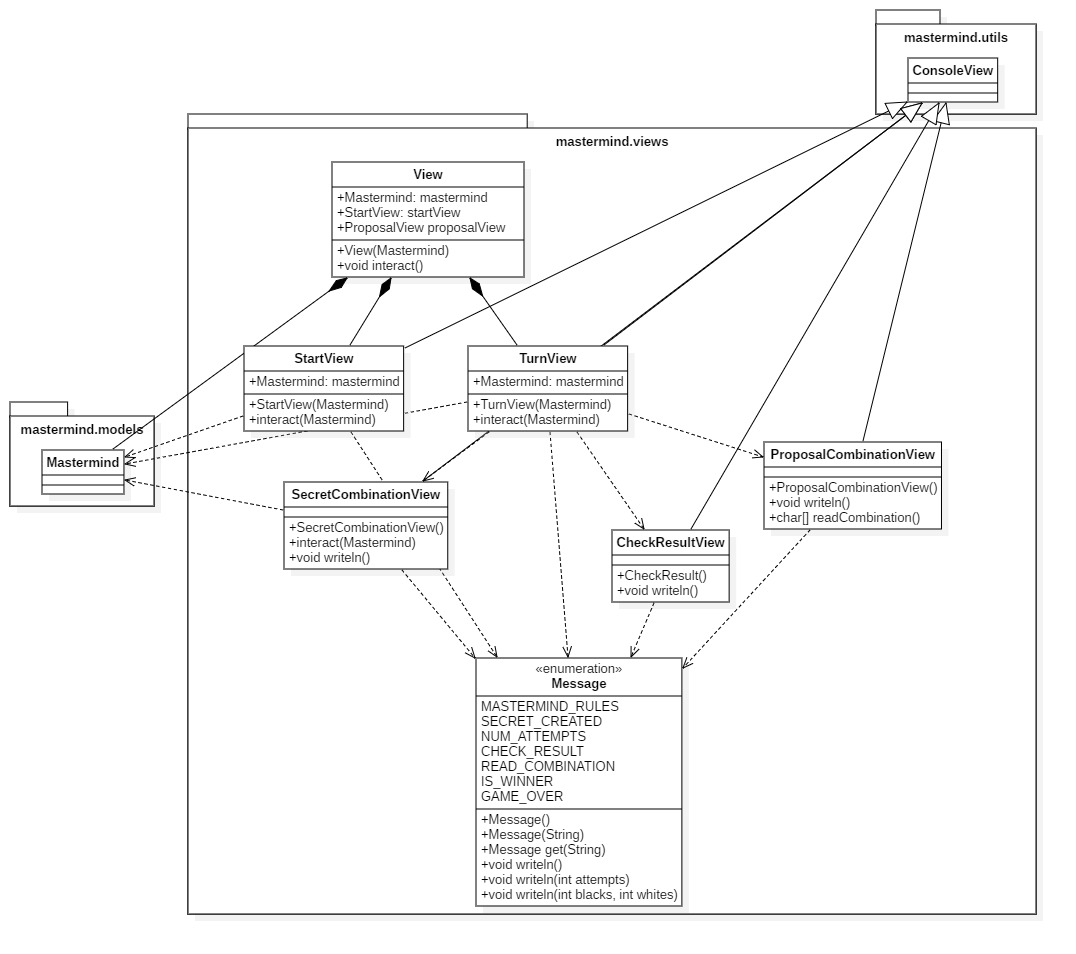 mastermind.utils
ConsoleView
mastermind.views
View
+Mastermind: mastermind
+StartView: startView
+ProposalView proposalView
+View(Mastermind)
+void interact()
StartView
+Mastermind: mastermind
+StartView(Mastermind)
+interact(Mastermind)
TurnView
+Mastermind: mastermind
+TurnView(Mastermind)
+interact(Mastermind)
mastermind.models
Mastermind
ProposalCombinationView
+ProposalCombinationView()
+void writeln()
+char[] readCombination()
SecretCombinationView
+SecretCombinationView()
+interact(Mastermind)
+void writeln()
CheckResultView
+CheckResult()
+void writeln()
«enumeration»
Message
MASTERMIND_RULES
SECRET_CREATED
NUM_ATTEMPTS
CHECK_RESULT
READ_COMBINATION
IS_WINNER
GAME_OVER
+Message()
+Message(String)
+Message get(String)
+void writeln()
+void writeln(int attempts)
+void writeln(int blacks, int whites)